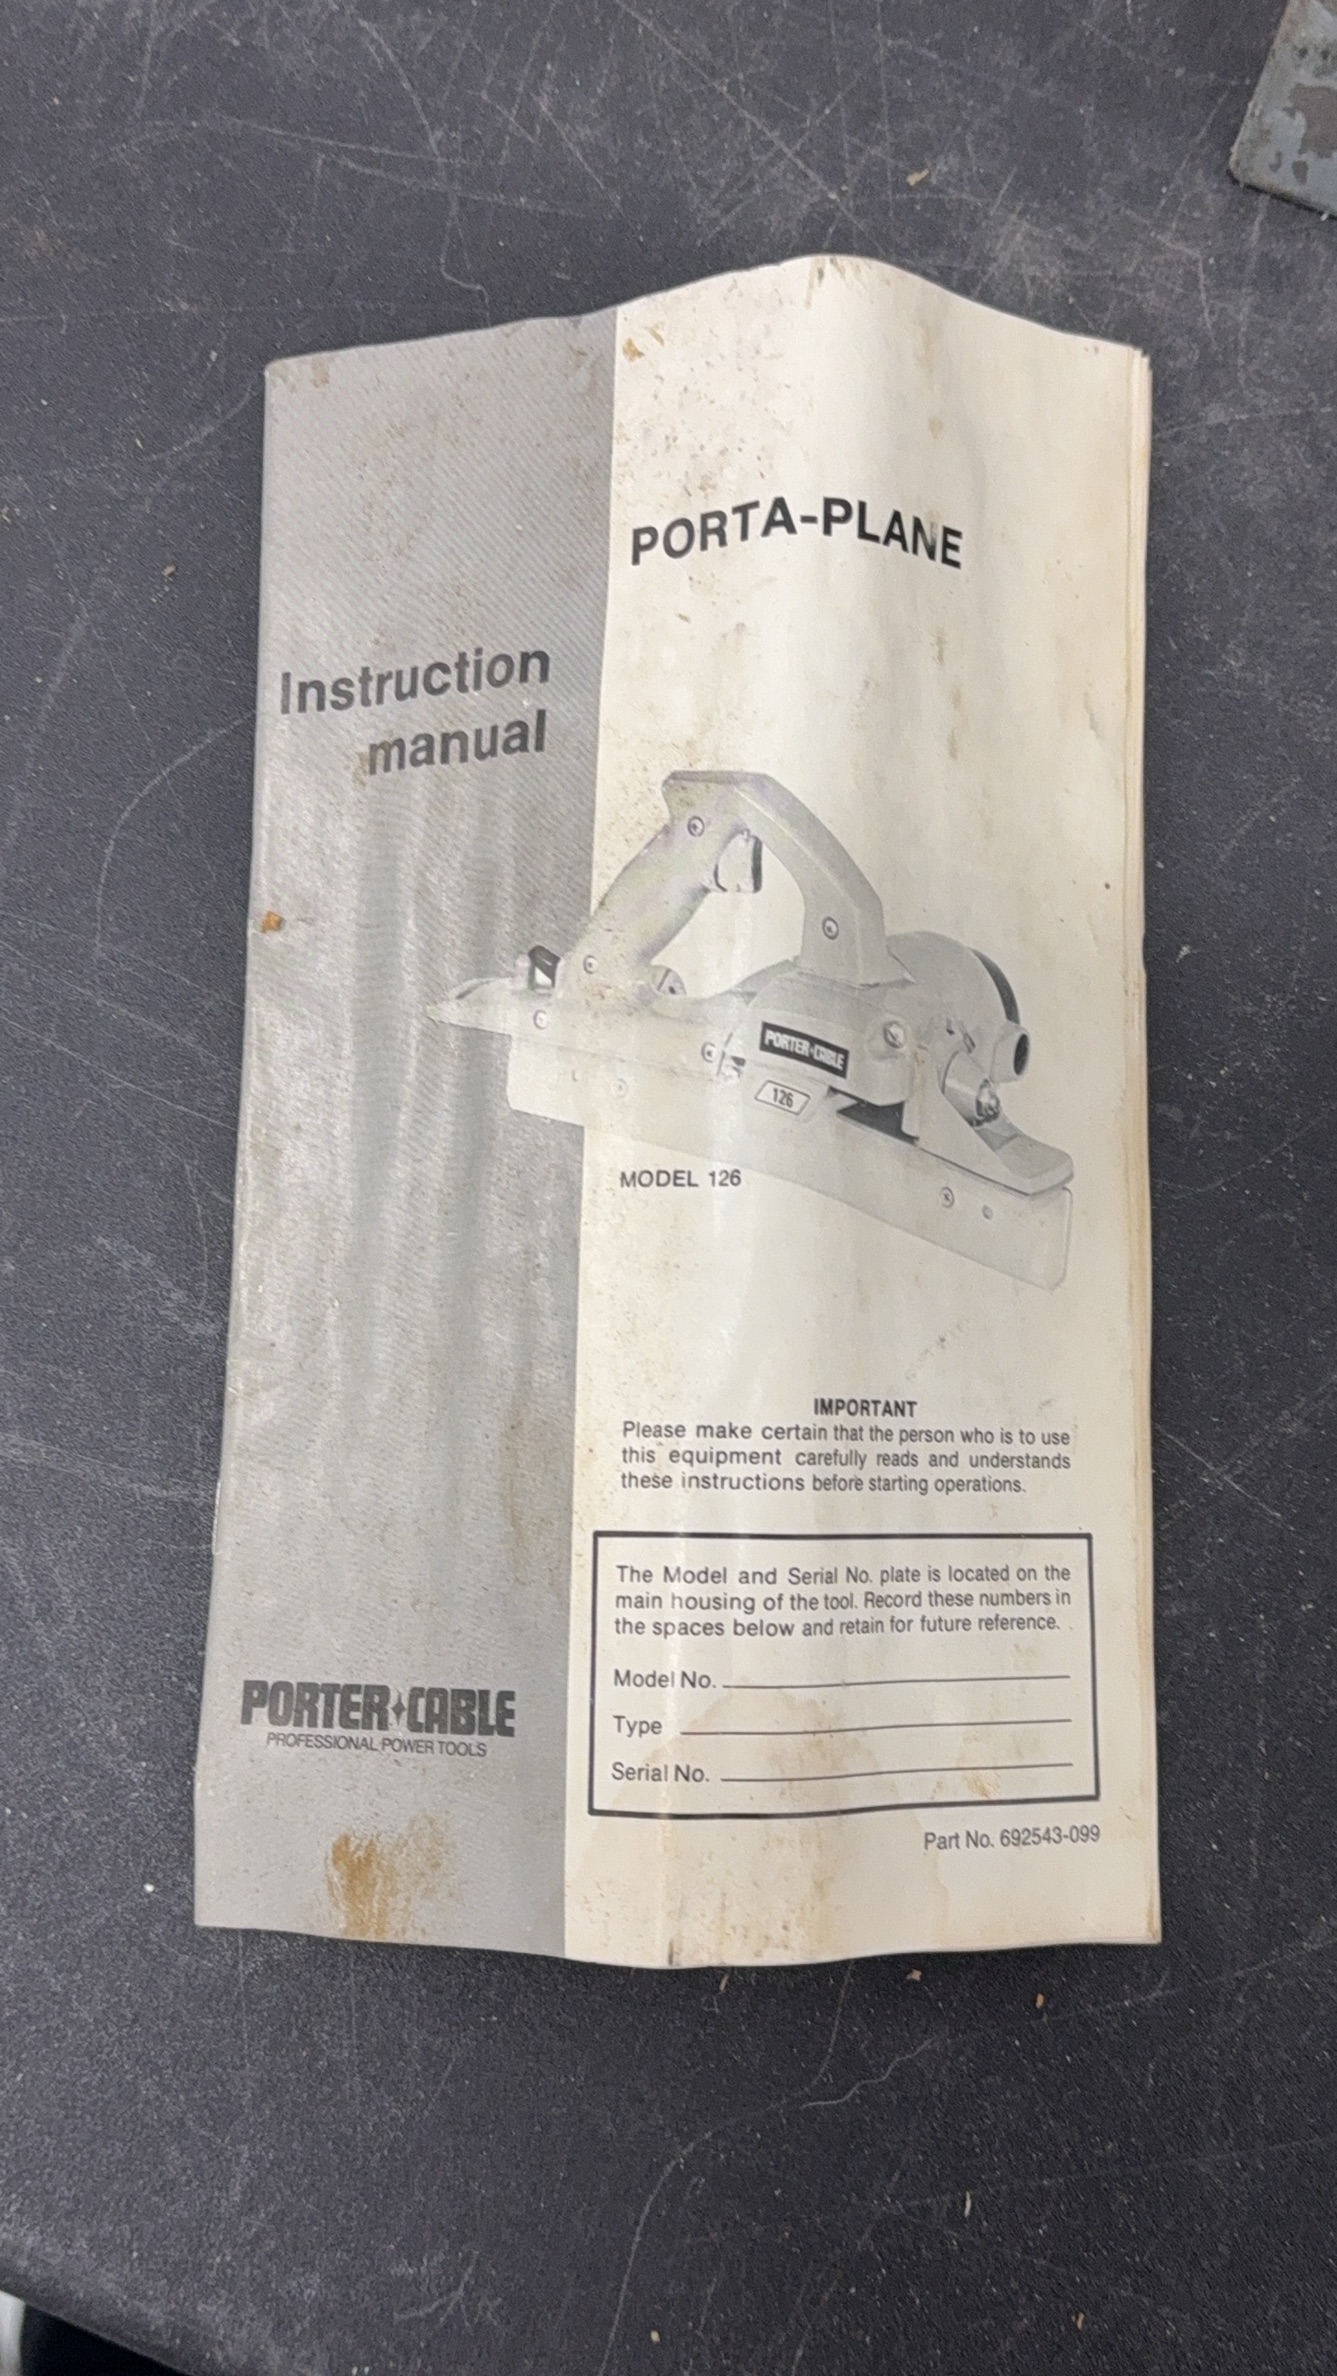 PORTA-PLANE
Instruction
manual
PORTER+CABLE
126
MODEL 126
IMPORTANT
Please make certain that the person who is to use
this equipment carefully reads and understands
these instructions before starting operations.
The Model and Serial No. plate is located on the
main housing of the tool. Record these numbers in
the spaces below and retain for future reference.
Model No.
Type
Serial No.
PORTER+CABLE
PROFESSIONAL POWER TOOLS
Part No. 692543-099